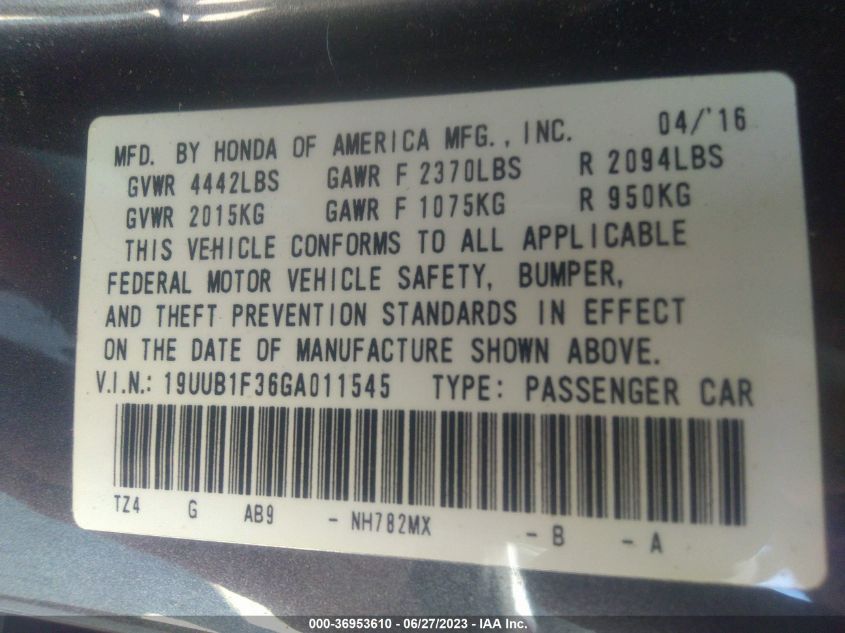 MFD. BY HONDA OF AMERICA MFG., INC. 04/'16
GVWR 4442LBS GAWR F 2370LBS R 2094LBS
GVWR 2015KG GAWR F 1075KG R 950KG
THIS VEHICLE CONFORMS TO ALL APPLICABLE
FEDERAL MOTOR VEHICLE SAFETY, BUMPER,
AND THEFT PREVENTION STANDARDS IN EFFECT
ON THE DATE OF MANUFACTURE SHOWN ABOVE.
V.I.N.: 19UUB1F36GA011545 TYPE: PASSENGER CAR
TZ4 G AB9 - NH782MX - B - A
000-36953610 - 06/27/2023 - IAA Inc.